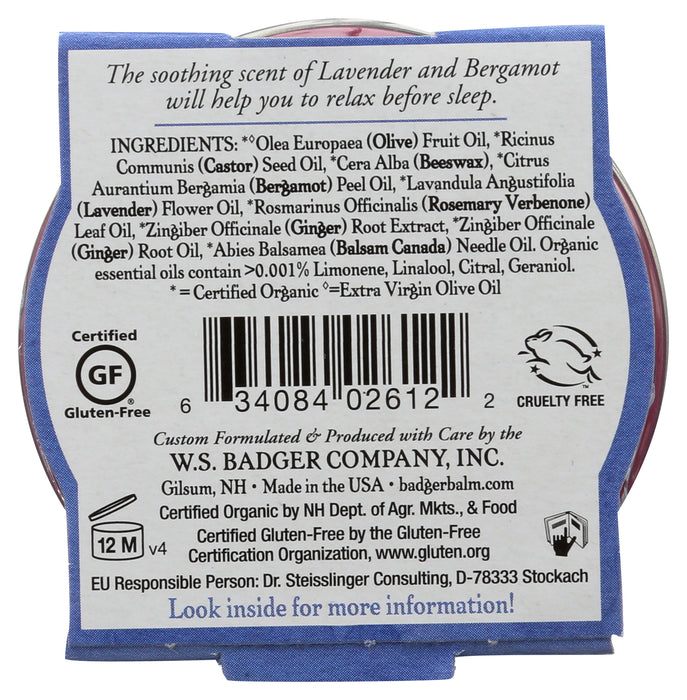 The soothing scent of Lavender and Bergamot
will help you to relax before sleep.
INGREDIENTS: *◊Olea Europaea (Olive) Fruit Oil, *Ricinus
Communis (Castor) Seed Oil, *Cera Alba (Beeswax), *Citrus
Aurantium Bergamia (Bergamot) Peel Oil, *Lavandula Angustifolia
(Lavender) Flower Oil, *Rosmarinus Officinalis (Rosemary Verbenone)
Leaf Oil, *Zingiber Officinale (Ginger) Root Extract, *Zingiber Officinale
(Ginger) Root Oil, *Abies Balsamea (Balsam Canada) Needle Oil. Organic
essential oils contain >0.001% Limonene, Linalool, Citral, Geraniol.
* = Certified Organic ◊=Extra Virgin Olive Oil
Certified
GF
®
Gluten-Free
6 34084 02612 2
™
CRUELTY FREE
Custom Formulated & Produced with Care by the
W.S. BADGER COMPANY, INC.
Gilsum, NH • Made in the USA • badgerbalm.com
Certified Organic by NH Dept. of Agr. Mkts., & Food
Certified Gluten-Free by the Gluten-Free
Certification Organization, www.gluten.org
12 M v4
EU Responsible Person: Dr. Steisslinger Consulting, D-78333 Stockach
Look inside for more information!